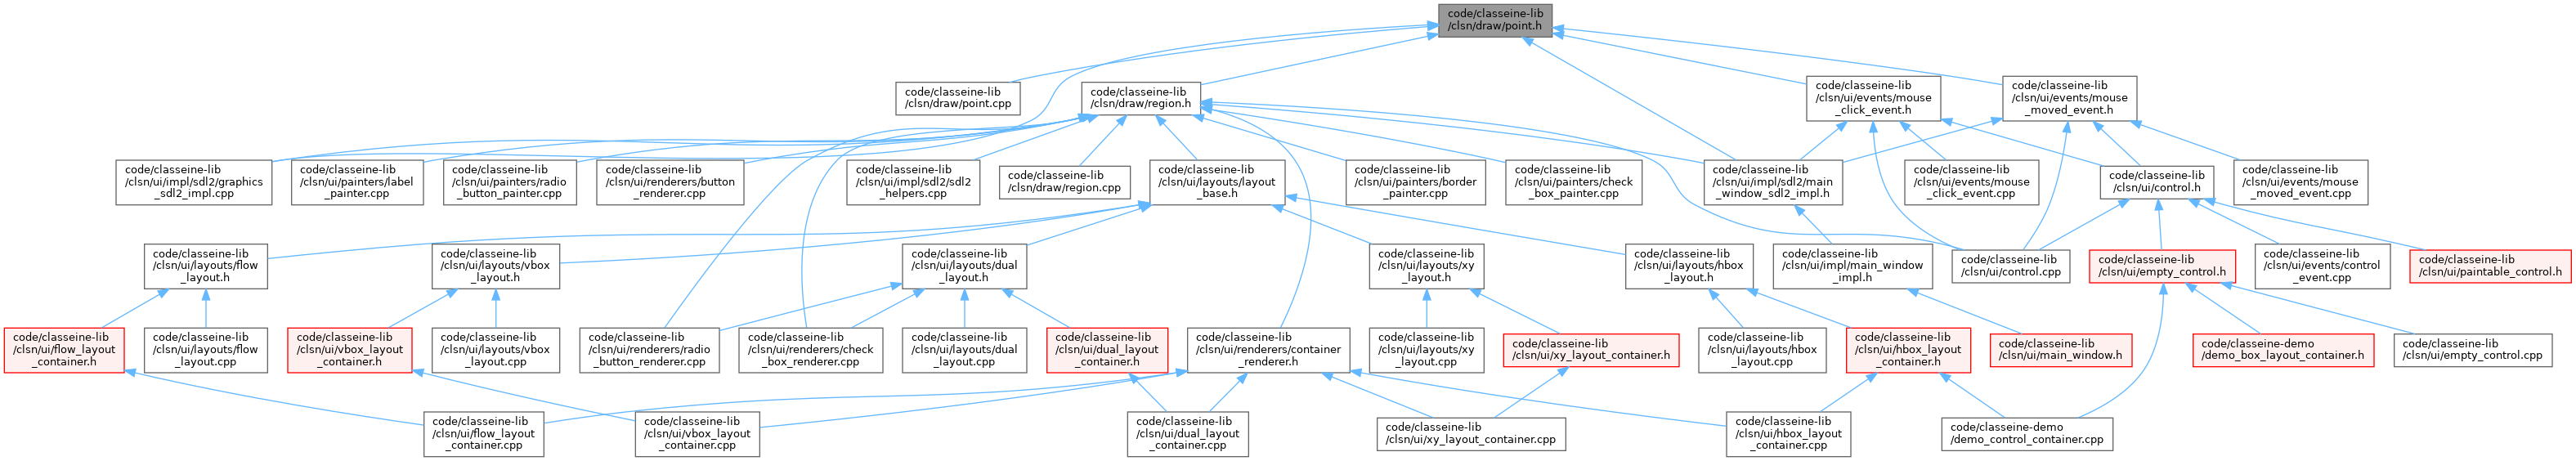 code/classeine-lib
/clsn/draw/point.h
code/classeine-lib
/clsn/draw/point.cpp
code/classeine-lib
/clsn/draw/region.h
code/classeine-lib
/clsn/ui/events/mouse
_click_event.h
code/classeine-lib
/clsn/ui/events/mouse
_moved_event.h
code/classeine-lib
/clsn/ui/impl/sdl2/graphics
_sdl2_impl.cpp
code/classeine-lib
/clsn/ui/painters/label
_painter.cpp
code/classeine-lib
/clsn/ui/painters/radio
_button_painter.cpp
code/classeine-lib
/clsn/ui/renderers/button
_renderer.cpp
code/classeine-lib
/clsn/ui/impl/sdl2/sdl2
_helpers.cpp
code/classeine-lib
/clsn/draw/region.cpp
code/classeine-lib
/clsn/ui/layouts/layout
_base.h
code/classeine-lib
/clsn/ui/painters/border
_painter.cpp
code/classeine-lib
/clsn/ui/painters/check
_box_painter.cpp
code/classeine-lib
/clsn/ui/impl/sdl2/main
_window_sdl2_impl.h
code/classeine-lib
/clsn/ui/events/mouse
_click_event.cpp
code/classeine-lib
/clsn/ui/control.h
code/classeine-lib
/clsn/ui/events/mouse
_moved_event.cpp
code/classeine-lib
/clsn/ui/layouts/flow
_layout.h
code/classeine-lib
/clsn/ui/layouts/vbox
_layout.h
code/classeine-lib
/clsn/ui/layouts/dual
_layout.h
code/classeine-lib
/clsn/ui/layouts/xy
_layout.h
code/classeine-lib
/clsn/ui/layouts/hbox
_layout.h
code/classeine-lib
/clsn/ui/impl/main_window
_impl.h
code/classeine-lib
/clsn/ui/control.cpp
code/classeine-lib
/clsn/ui/empty_control.h
code/classeine-lib
/clsn/ui/events/control
_event.cpp
code/classeine-lib
/clsn/ui/paintable_control.h
code/classeine-lib
/clsn/ui/flow_layout
_container.h
code/classeine-lib
/clsn/ui/layouts/flow
_layout.cpp
code/classeine-lib
/clsn/ui/vbox_layout
_container.h
code/classeine-lib
/clsn/ui/layouts/vbox
_layout.cpp
code/classeine-lib
/clsn/ui/renderers/radio
_button_renderer.cpp
code/classeine-lib
/clsn/ui/renderers/check
_box_renderer.cpp
code/classeine-lib
/clsn/ui/layouts/dual
_layout.cpp
code/classeine-lib
/clsn/ui/dual_layout
_container.h
code/classeine-lib
/clsn/ui/renderers/container
_renderer.h
code/classeine-lib
/clsn/ui/layouts/xy
_layout.cpp
code/classeine-lib
/clsn/ui/xy_layout_container.h
code/classeine-lib
/clsn/ui/layouts/hbox
_layout.cpp
code/classeine-lib
/clsn/ui/hbox_layout
_container.h
code/classeine-lib
/clsn/ui/main_window.h
code/classeine-demo
/demo_box_layout_container.h
code/classeine-lib
/clsn/ui/empty_control.cpp
code/classeine-lib
/clsn/ui/flow_layout
_container.cpp
code/classeine-lib
/clsn/ui/vbox_layout
_container.cpp
code/classeine-lib
/clsn/ui/dual_layout
_container.cpp
code/classeine-lib
/clsn/ui/xy_layout_container.cpp
code/classeine-lib
/clsn/ui/hbox_layout
_container.cpp
code/classeine-demo
/demo_control_container.cpp